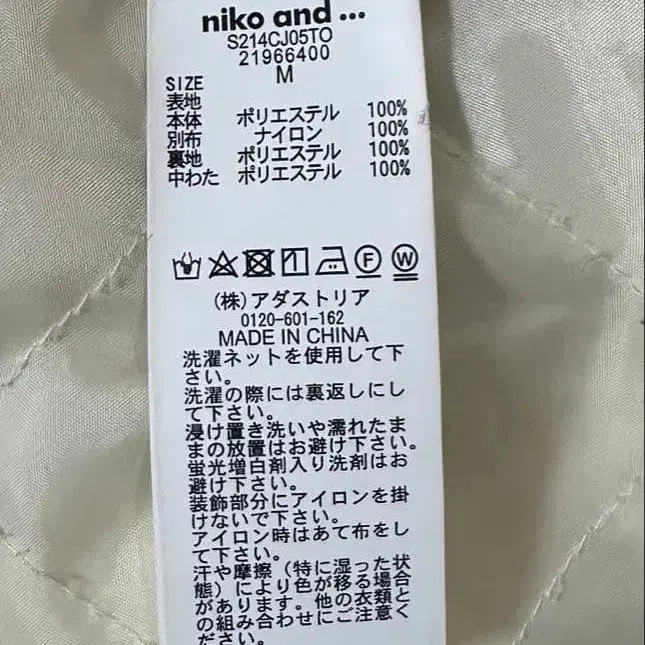 niko and ...
S214CJ05TO
21966400
SIZE M
表地
本体 ポリエステル 100%
別布 ナイロン 100%
裏地 ポリエステル 100%
中わた ポリエステル 100%
F W
(株)アダストリア
0120-601-162
MADE IN CHINA
洗濯ネットを使用して下
さい。
洗濯の際には裏返しにし
て下さい。
浸け置き洗いや濡れたま
まの放置はお避け下さい。
蛍光増白剤入り洗剤はお
避け下さい。
装飾部分にアイロンを掛
けないで下さい。
アイロン時はあて布をし
て下さい。
汗や摩擦(特に湿った状
態)により色が移る場合
があります。他の衣類と
の組み合わせにご注意く
ださい。